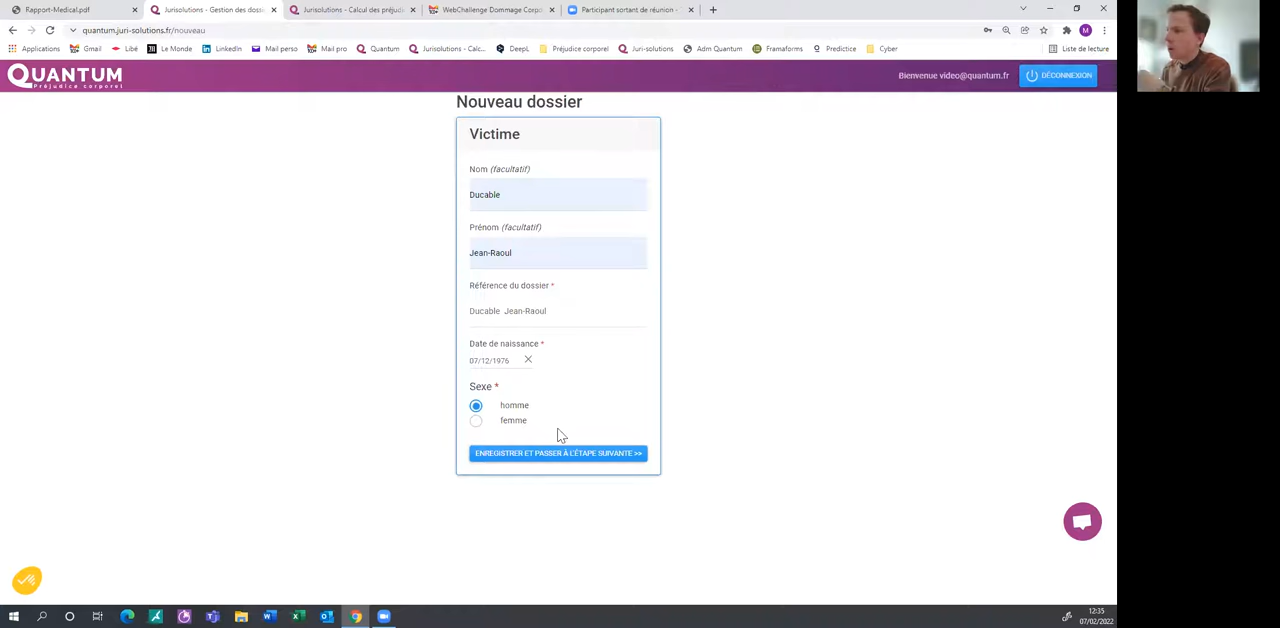 Rapport-Medical.pdf
Jurisolutions - Gestion des dossie
Jurisolutions - Calcul des préjudi
WebChallenge Dommage Corpo
Participant sortant de réunion -
quantum.juri-solutions.fr/nouveau
Applications
Gmail
Libé
Le Monde
LinkedIn
Mail perso
Mail pro
Quantum
Jurisolutions - Calc...
DeepL
Préjudice corporel
Juri-solutions
Adm Quantum
Framaforms
Predictice
Cyber
Liste de lecture
QUANTUM
Préjudice corporel
Bienvenue video@quantum.fr
DÉCONNEXION
Nouveau dossier
Victime
Nom (facultatif)
Ducable
Prénom (facultatif)
Jean-Raoul
Référence du dossier *
Ducable Jean-Raoul
Date de naissance *
07/12/1976
Sexe *
homme
femme
ENREGISTRER ET PASSER À L'ÉTAPE SUIVANTE >>
12:35
07/02/2022